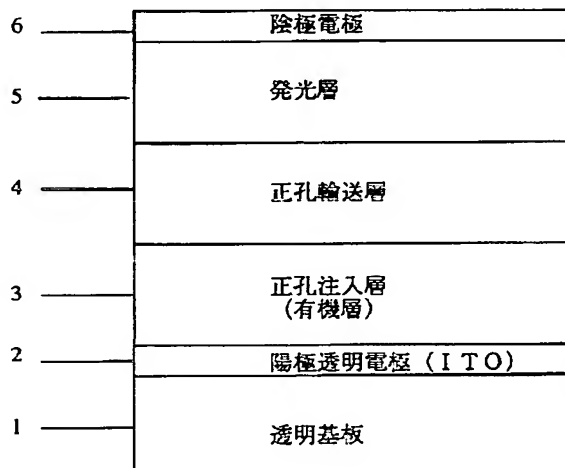 6 陰極電極
5 発光層
4 正孔輸送層
3 正孔注入層
(有機層)
2 陽極透明電極(ITO)
1 透明基板